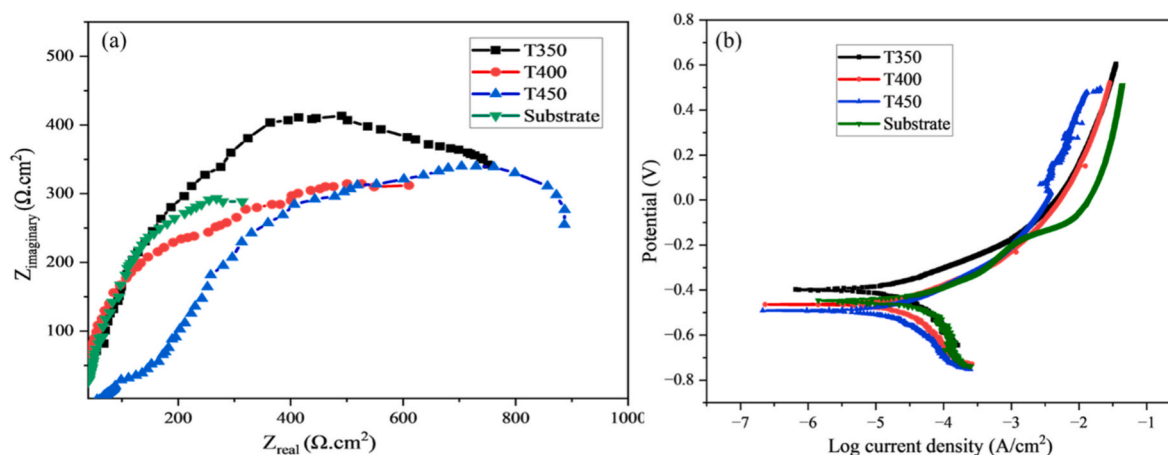 (a)
T350
T400
T450
Substrate
500
400
300
200
100
Z_imaginary (Ω.cm²)
200
400
600
800
1000
Z_real (Ω.cm²)
(b)
T350
T400
T450
Substrate
0.8
0.6
0.4
0.2
0.0
−0.2
−0.4
−0.6
−0.8
Potential (V)
−7
−6
−5
−4
−3
−2
−1
Log current density (A/cm²)